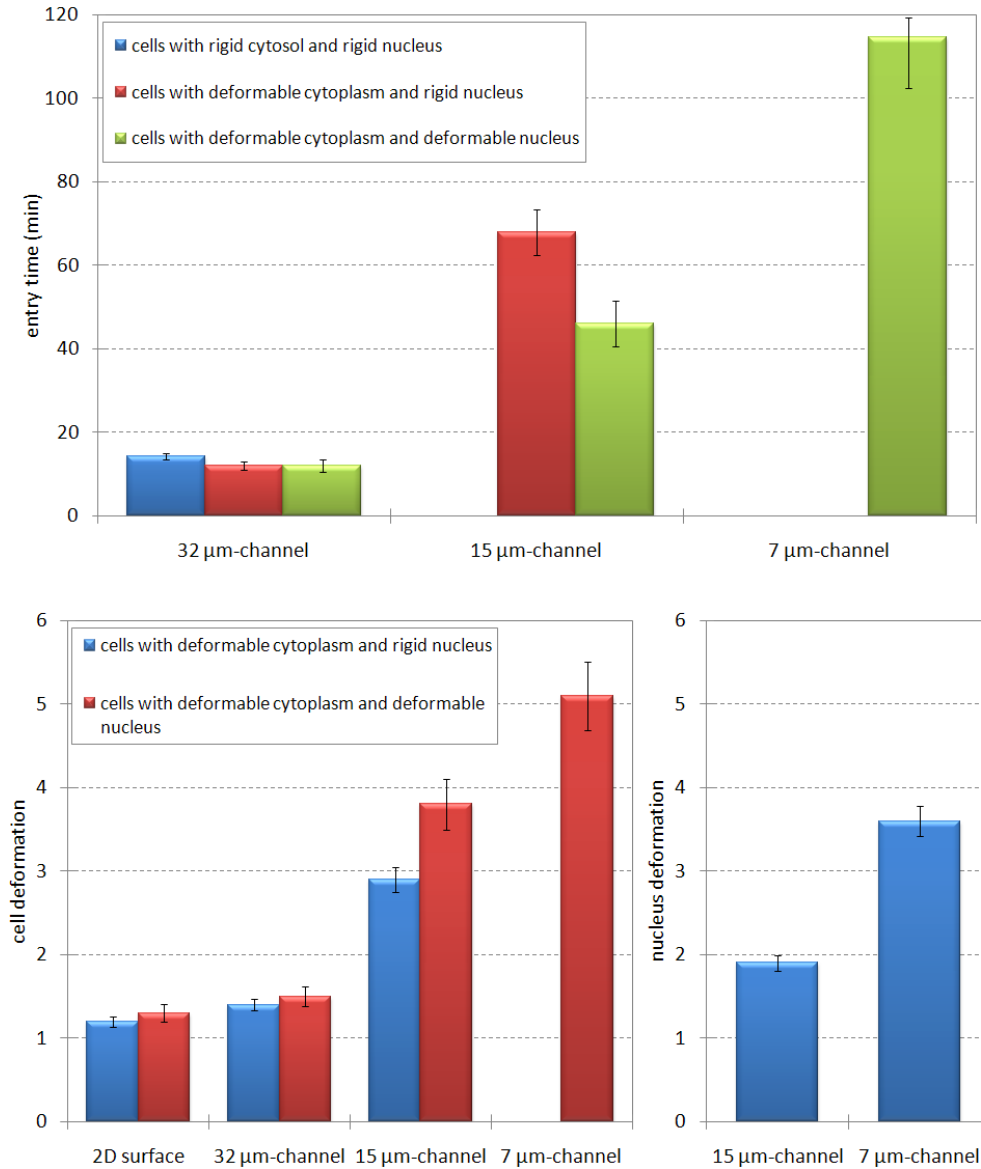 120
100
80
60
40
20
0
entry time (min)
cells with rigid cytosol and rigid nucleus
cells with deformable cytoplasm and rigid nucleus
cells with deformable cytoplasm and deformable nucleus
32 µm-channel
15 µm-channel
7 µm-channel
6
5
4
3
2
1
0
cell deformation
cells with deformable cytoplasm and rigid nucleus
cells with deformable cytoplasm and deformable
nucleus
2D surface
32 µm-channel
15 µm-channel
7 µm-channel
6
5
4
3
2
1
0
nucleus deformation
15 µm-channel
7 µm-channel